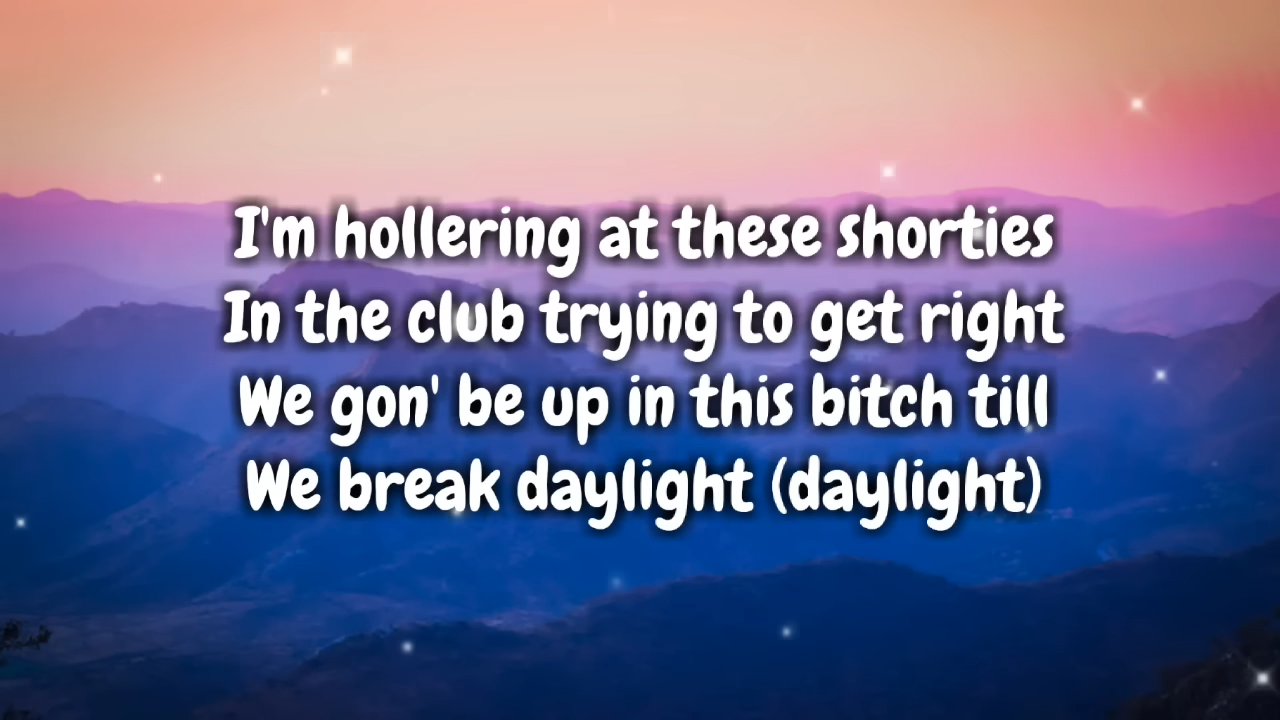 I'm hollering at these shorties
In the club trying to get right
We gon' be up in this bitch till
We break daylight (daylight)